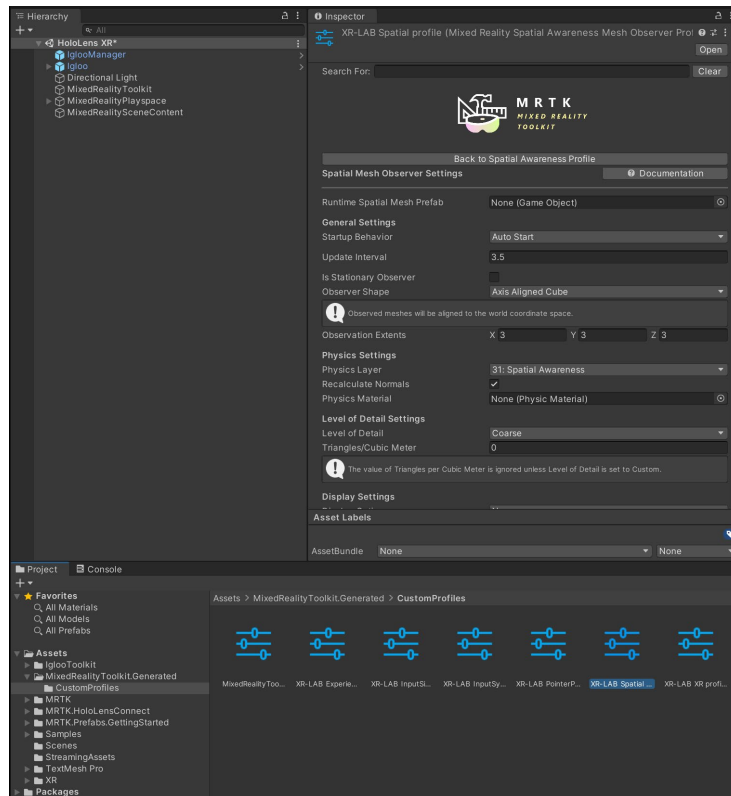 Hierarchy
All
HoloLens XR*
IglooManager
Igloo
Directional Light
MixedRealityToolkit
MixedRealityPlayspace
MixedRealitySceneContent
Inspector
XR-LAB Spatial profile (Mixed Reality Spatial Awareness Mesh Observer Prof
Open
Search For:
Clear
MRTK
MIXED REALITY
TOOLKIT
Back to Spatial Awareness Profile
Spatial Mesh Observer Settings
Documentation
Runtime Spatial Mesh Prefab None (Game Object)
General Settings
Startup Behavior Auto Start
Update Interval 3.5
Is Stationary Observer
Observer Shape Axis Aligned Cube
Observed meshes will be aligned to the world coordinate space.
Observation Extents X 3 Y 3 Z 3
Physics Settings
Physics Layer 31: Spatial Awareness
Recalculate Normals
Physics Material None (Physic Material)
Level of Detail Settings
Level of Detail Coarse
Triangles/Cubic Meter 0
The value of Triangles per Cubic Meter is ignored unless Level of Detail is set to Custom.
Display Settings
Asset Labels
AssetBundle None None
Project Console
Favorites
All Materials
All Models
All Prefabs
Assets
IglooToolkit
MixedRealityToolkit.Generated
CustomProfiles
MRTK
MRTK.HoloLensConnect
MRTK.Prefabs.GettingStarted
Samples
Scenes
StreamingAssets
TextMesh Pro
XR
Packages
Assets > MixedRealityToolkit.Generated > CustomProfiles
MixedRealityToo... XR-LAB Experie... XR-LAB InputSi... XR-LAB InputSy... XR-LAB PointerP... XR-LAB Spatial ... XR-LAB XR profi...